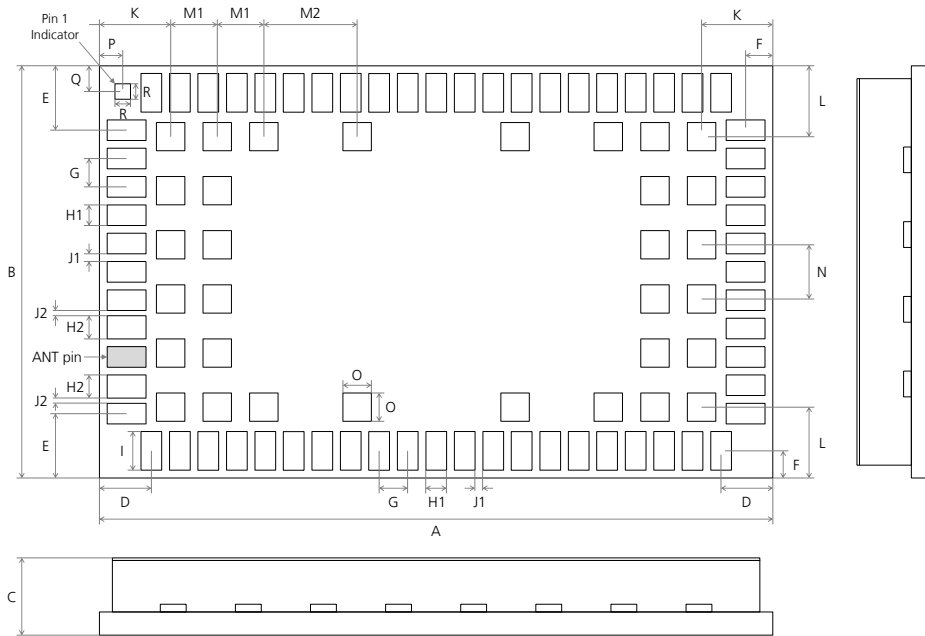 Pin 1
Indicator
K
M1
M1
M2
K
P
F
Q
R
R
E
L
G
H1
J1
B
N
J2
H2
ANT pin
H2
J2
O
O
E
I
L
F
D
G
H1
J1
D
A
C